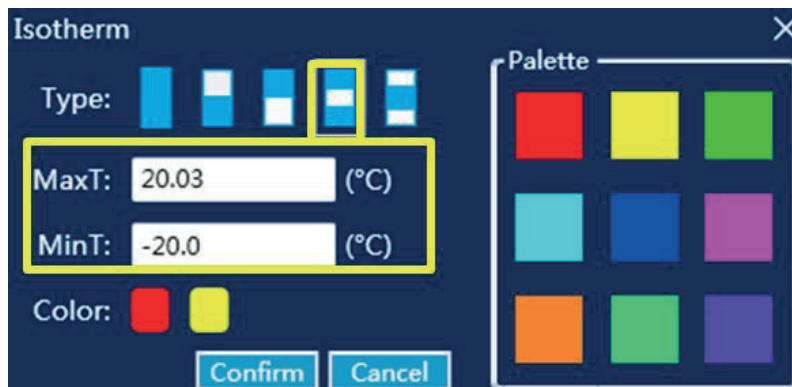 Isotherm
Palette
Type:
MaxT: 20.03 (°C)
MinT: -20.0 (°C)
Color:
Confirm Cancel